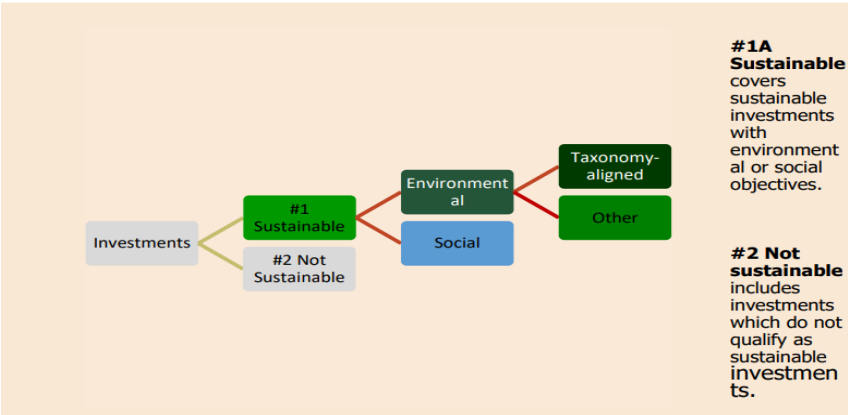 Investments
#1
Sustainable
#2 Not
Sustainable
Environment
al
Social
Taxonomy-
aligned
Other
#1A
Sustainable
covers
sustainable
investments
with
environment
al or social
objectives.
#2 Not
sustainable
includes
investments
which do not
qualify as
sustainable
investmen
ts.